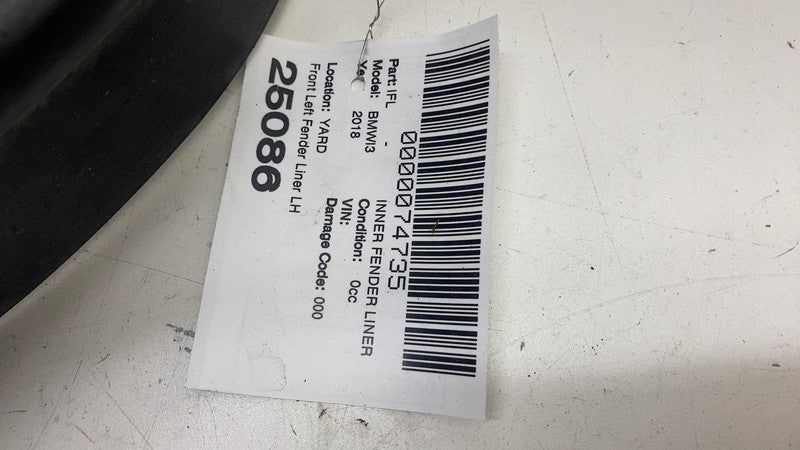 0000074735
Part: IFL - INNER FENDER LINER
Model: BMWI3 Condition: 0cc
2018 VIN:
Location: YARD Damage Code: 000
Front Left Fender Liner LH
25086